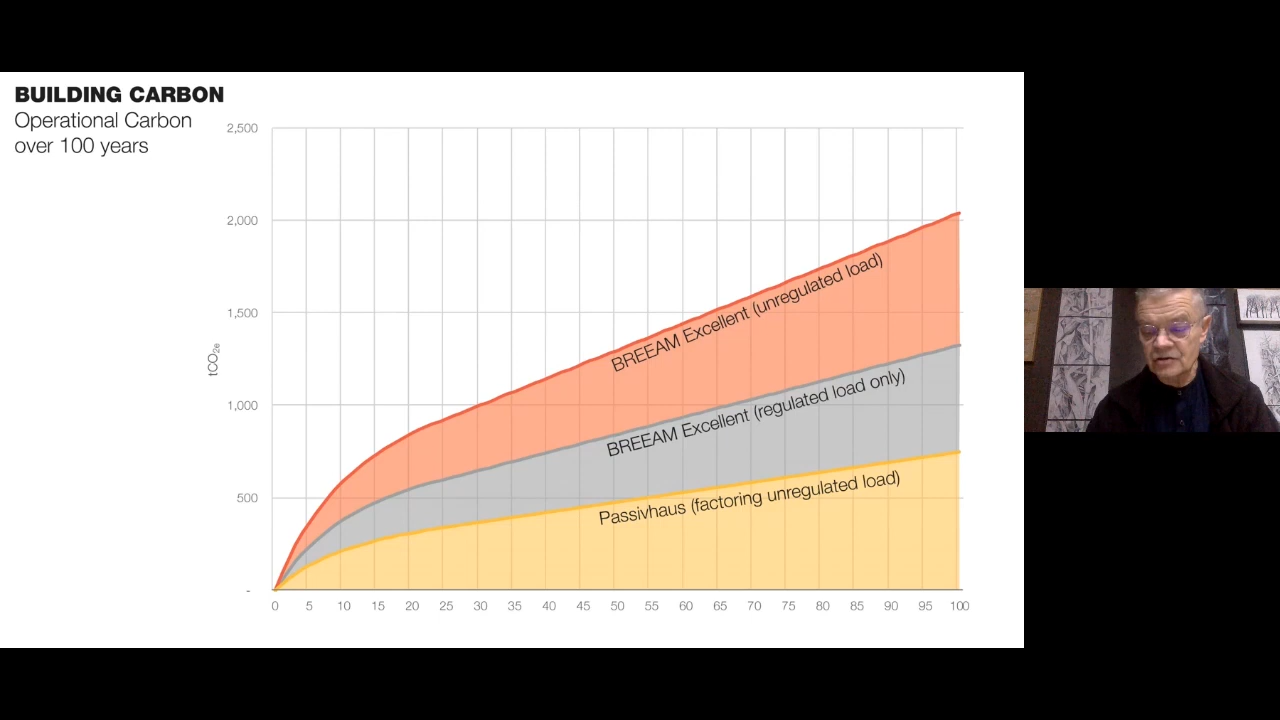 BUILDING CARBON
Operational Carbon
over 100 years
2,500
2,000
1,500
1,000
500
-
tCO2e
BREEAM Excellent (unregulated load)
BREEAM Excellent (regulated load only)
Passivhaus (factoring unregulated load)
0 5 10 15 20 25 30 35 40 45 50 55 60 65 70 75 80 85 90 95 100